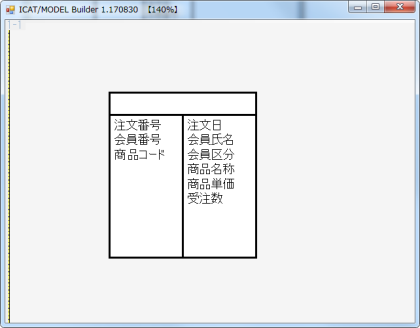 ICAT/MODEL Builder 1.170830 【140%】
注文番号
会員番号
商品コード
注文日
会員氏名
会員区分
商品名称
商品単価
受注数